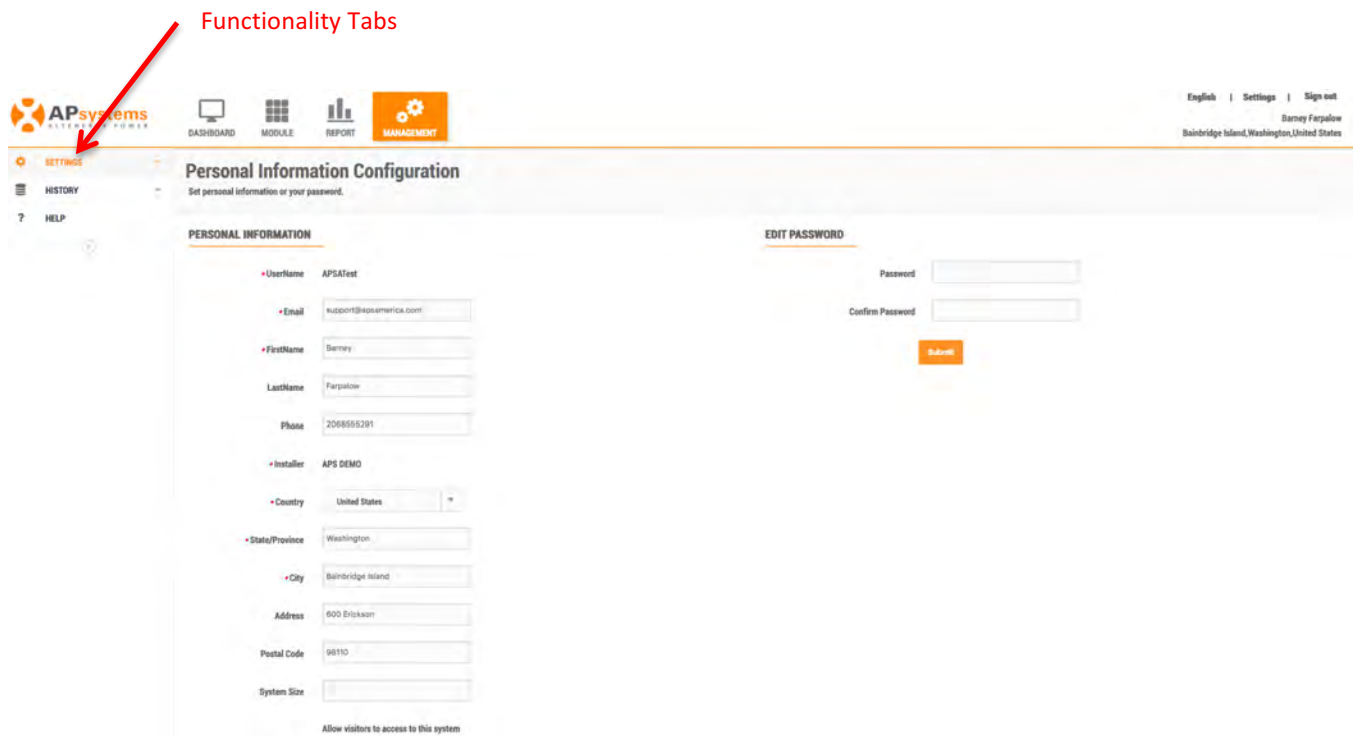 Functionality Tabs
APsystems
ALTENERGY POWER
DASHBOARD
MODULE
REPORT
MANAGEMENT
English | Settings | Sign out
Barney Farpalow
Bainbridge Island,Washington,United States
SETTINGS
HISTORY
? HELP
Personal Information Configuration
Set personal information or your password.
PERSONAL INFORMATION
•UserName APSATest
•Email support@apsamerica.com
•FirstName Barney
LastName Farpalow
Phone 2068555291
•Installer APS DEMO
•Country United States
•State/Province Washington
•City Bainbridge Island
Address 600 Erickson
Postal Code 98110
System Size
Allow visitors to access to this system
EDIT PASSWORD
Password
Confirm Password
Submit